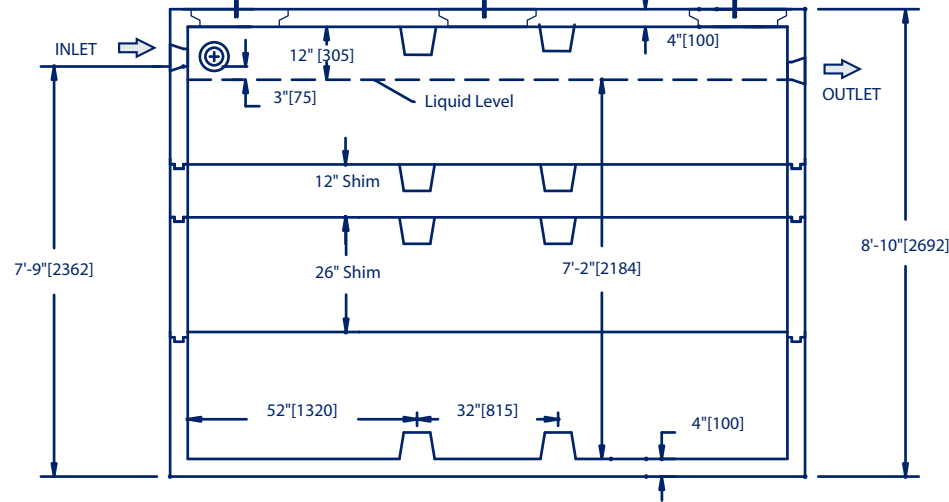 4"[100]
INLET
12" [305]
3"[75]
Liquid Level
OUTLET
12" Shim
7'-9"[2362]
26" Shim
7'-2"[2184]
8'-10"[2692]
52"[1320]
32"[815]
4"[100]